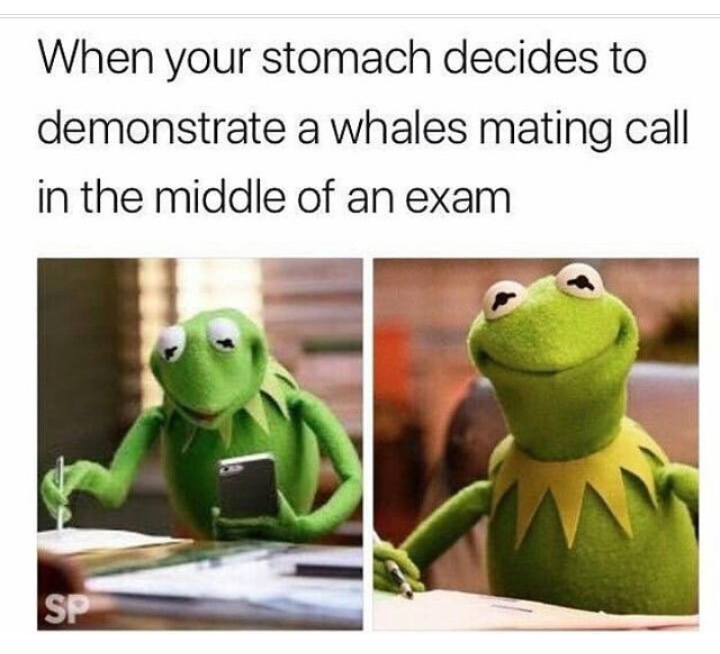 When your stomach decides to
demonstrate a whales mating call
in the middle of an exam
SP